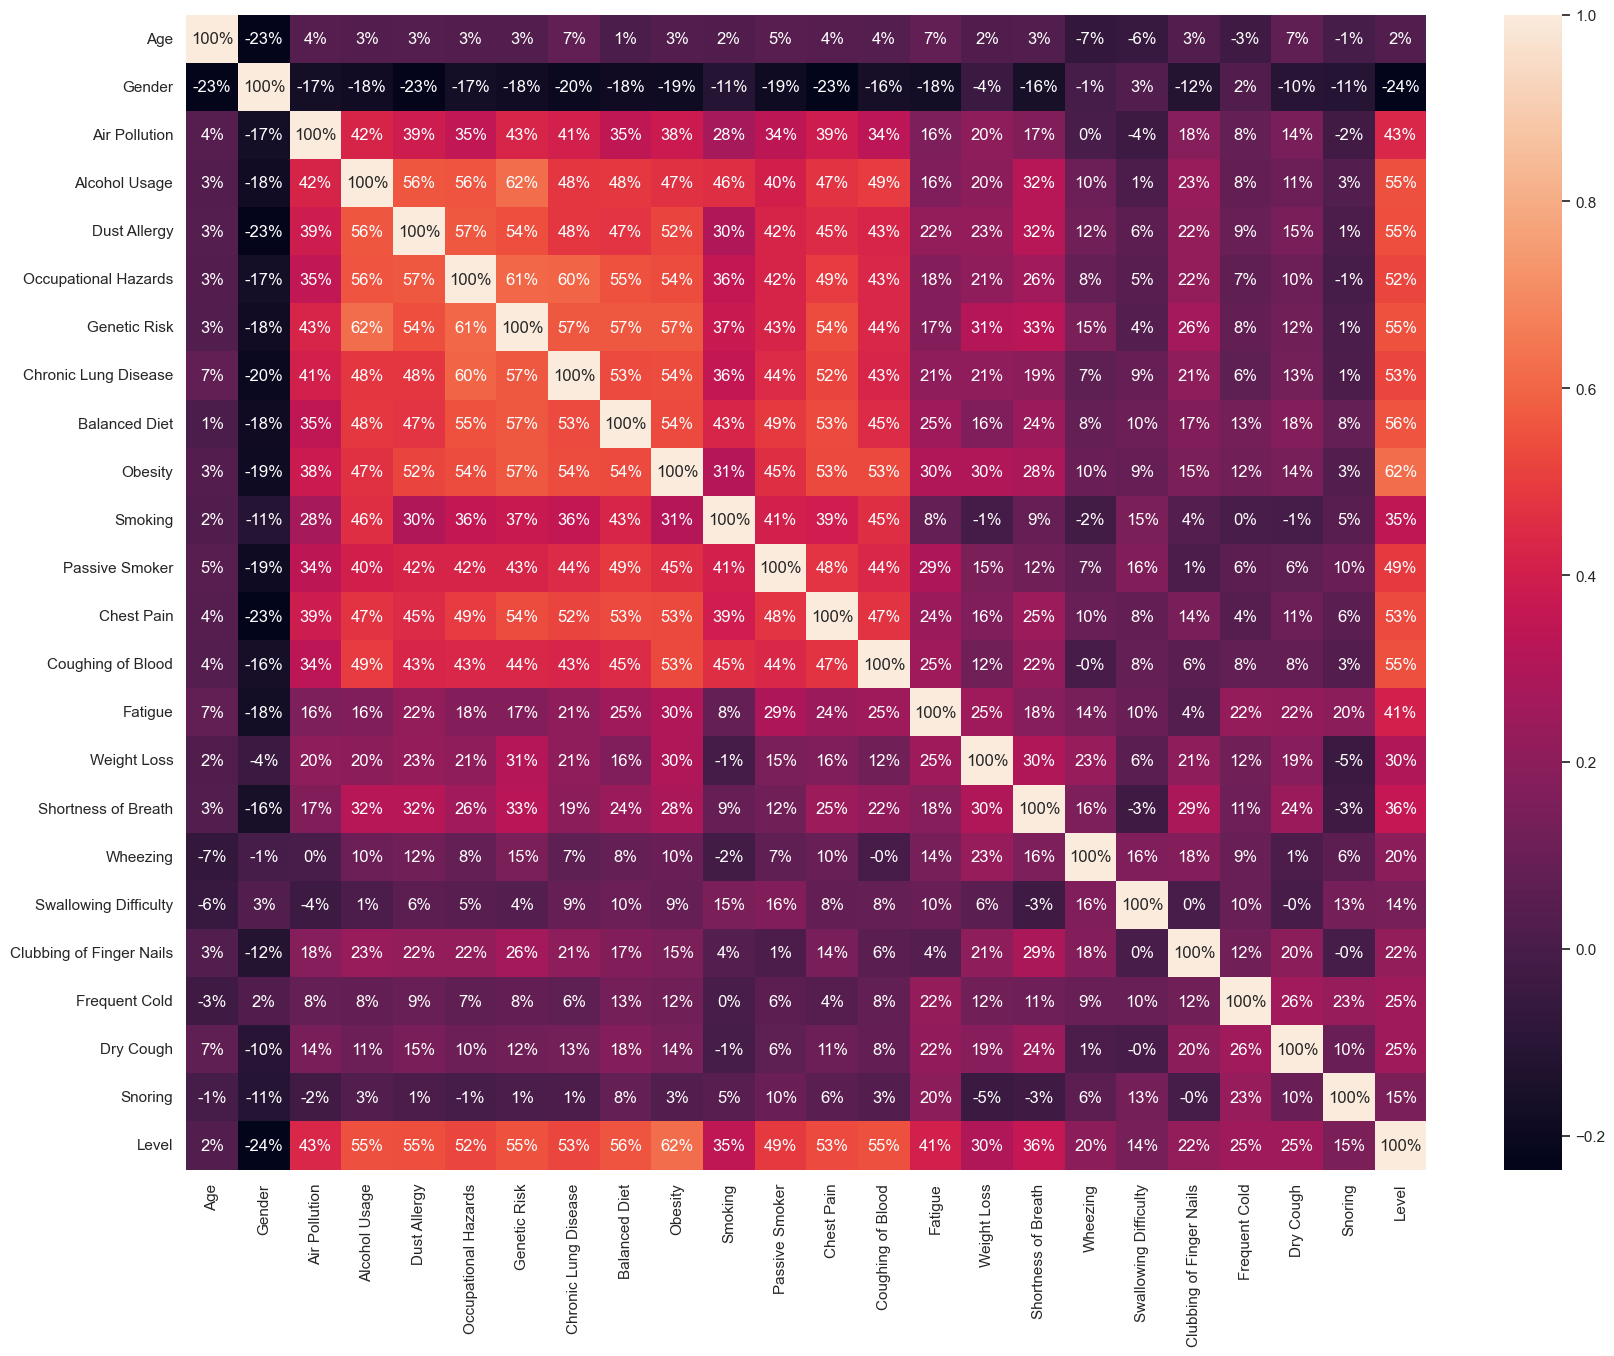 Age 100% -23% 4% 3% 3% 3% 3% 7% 1% 3% 2% 5% 4% 4% 7% 2% 3% -7% -6% 3% -3% 7% -1% 2%
Gender -23% 100% -17% -18% -23% -17% -18% -20% -18% -19% -11% -19% -23% -16% -18% -4% -16% -1% 3% -12% 2% -10% -11% -24%
Air Pollution 4% -17% 100% 42% 39% 35% 43% 41% 35% 38% 28% 34% 39% 34% 16% 20% 17% 0% -4% 18% 8% 14% -2% 43%
Alcohol Usage 3% -18% 42% 100% 56% 56% 62% 48% 48% 47% 46% 40% 47% 49% 16% 20% 32% 10% 1% 23% 8% 11% 3% 55%
Dust Allergy 3% -23% 39% 56% 100% 57% 54% 48% 47% 52% 30% 42% 45% 43% 22% 23% 32% 12% 6% 22% 9% 15% 1% 55%
Occupational Hazards 3% -17% 35% 56% 57% 100% 61% 60% 55% 54% 36% 42% 49% 43% 18% 21% 26% 8% 5% 22% 7% 10% -1% 52%
Genetic Risk 3% -18% 43% 62% 54% 61% 100% 57% 57% 57% 37% 43% 54% 44% 17% 31% 33% 15% 4% 26% 8% 12% 1% 55%
Chronic Lung Disease 7% -20% 41% 48% 48% 60% 57% 100% 53% 54% 36% 44% 52% 43% 21% 21% 19% 7% 9% 21% 6% 13% 1% 53%
Balanced Diet 1% -18% 35% 48% 47% 55% 57% 53% 100% 54% 43% 49% 53% 45% 25% 16% 24% 8% 10% 17% 13% 18% 8% 56%
Obesity 3% -19% 38% 47% 52% 54% 57% 54% 54% 100% 31% 45% 53% 53% 30% 30% 28% 10% 9% 15% 12% 14% 3% 62%
Smoking 2% -11% 28% 46% 30% 36% 37% 36% 43% 31% 100% 41% 39% 45% 8% -1% 9% -2% 15% 4% 0% -1% 5% 35%
Passive Smoker 5% -19% 34% 40% 42% 42% 43% 44% 49% 45% 41% 100% 48% 44% 29% 15% 12% 7% 16% 1% 6% 6% 10% 49%
Chest Pain 4% -23% 39% 47% 45% 49% 54% 52% 53% 53% 39% 48% 100% 47% 24% 16% 25% 10% 8% 14% 4% 11% 6% 53%
Coughing of Blood 4% -16% 34% 49% 43% 43% 44% 43% 45% 53% 45% 44% 47% 100% 25% 12% 22% -0% 8% 6% 8% 8% 3% 55%
Fatigue 7% -18% 16% 16% 22% 18% 17% 21% 25% 30% 8% 29% 24% 25% 100% 25% 18% 14% 10% 4% 22% 22% 20% 41%
Weight Loss 2% -4% 20% 20% 23% 21% 31% 21% 16% 30% -1% 15% 16% 12% 25% 100% 30% 23% 6% 21% 12% 19% -5% 30%
Shortness of Breath 3% -16% 17% 32% 32% 26% 33% 19% 24% 28% 9% 12% 25% 22% 18% 30% 100% 16% -3% 29% 11% 24% -3% 36%
Wheezing -7% -1% 0% 10% 12% 8% 15% 7% 8% 10% -2% 7% 10% -0% 14% 23% 16% 100% 16% 18% 9% 1% 6% 20%
Swallowing Difficulty -6% 3% -4% 1% 6% 5% 4% 9% 10% 9% 15% 16% 8% 8% 10% 6% -3% 16% 100% 0% 10% -0% 13% 14%
Clubbing of Finger Nails 3% -12% 18% 23% 22% 22% 26% 21% 17% 15% 4% 1% 14% 6% 4% 21% 29% 18% 0% 100% 12% 20% -0% 22%
Frequent Cold -3% 2% 8% 8% 9% 7% 8% 6% 13% 12% 0% 6% 4% 8% 22% 12% 11% 9% 10% 12% 100% 26% 23% 25%
Dry Cough 7% -10% 14% 11% 15% 10% 12% 13% 18% 14% -1% 6% 11% 8% 22% 19% 24% 1% -0% 20% 26% 100% 10% 25%
Snoring -1% -11% -2% 3% 1% -1% 1% 1% 8% 3% 5% 10% 6% 3% 20% -5% -3% 6% 13% -0% 23% 10% 100% 15%
Level 2% -24% 43% 55% 55% 52% 55% 53% 56% 62% 35% 49% 53% 55% 41% 30% 36% 20% 14% 22% 25% 25% 15% 100%
Age
Gender
Air Pollution
Alcohol Usage
Dust Allergy
Occupational Hazards
Genetic Risk
Chronic Lung Disease
Balanced Diet
Obesity
Smoking
Passive Smoker
Chest Pain
Coughing of Blood
Fatigue
Weight Loss
Shortness of Breath
Wheezing
Swallowing Difficulty
Clubbing of Finger Nails
Frequent Cold
Dry Cough
Snoring
Level
1.0
0.8
0.6
0.4
0.2
0.0
−0.2